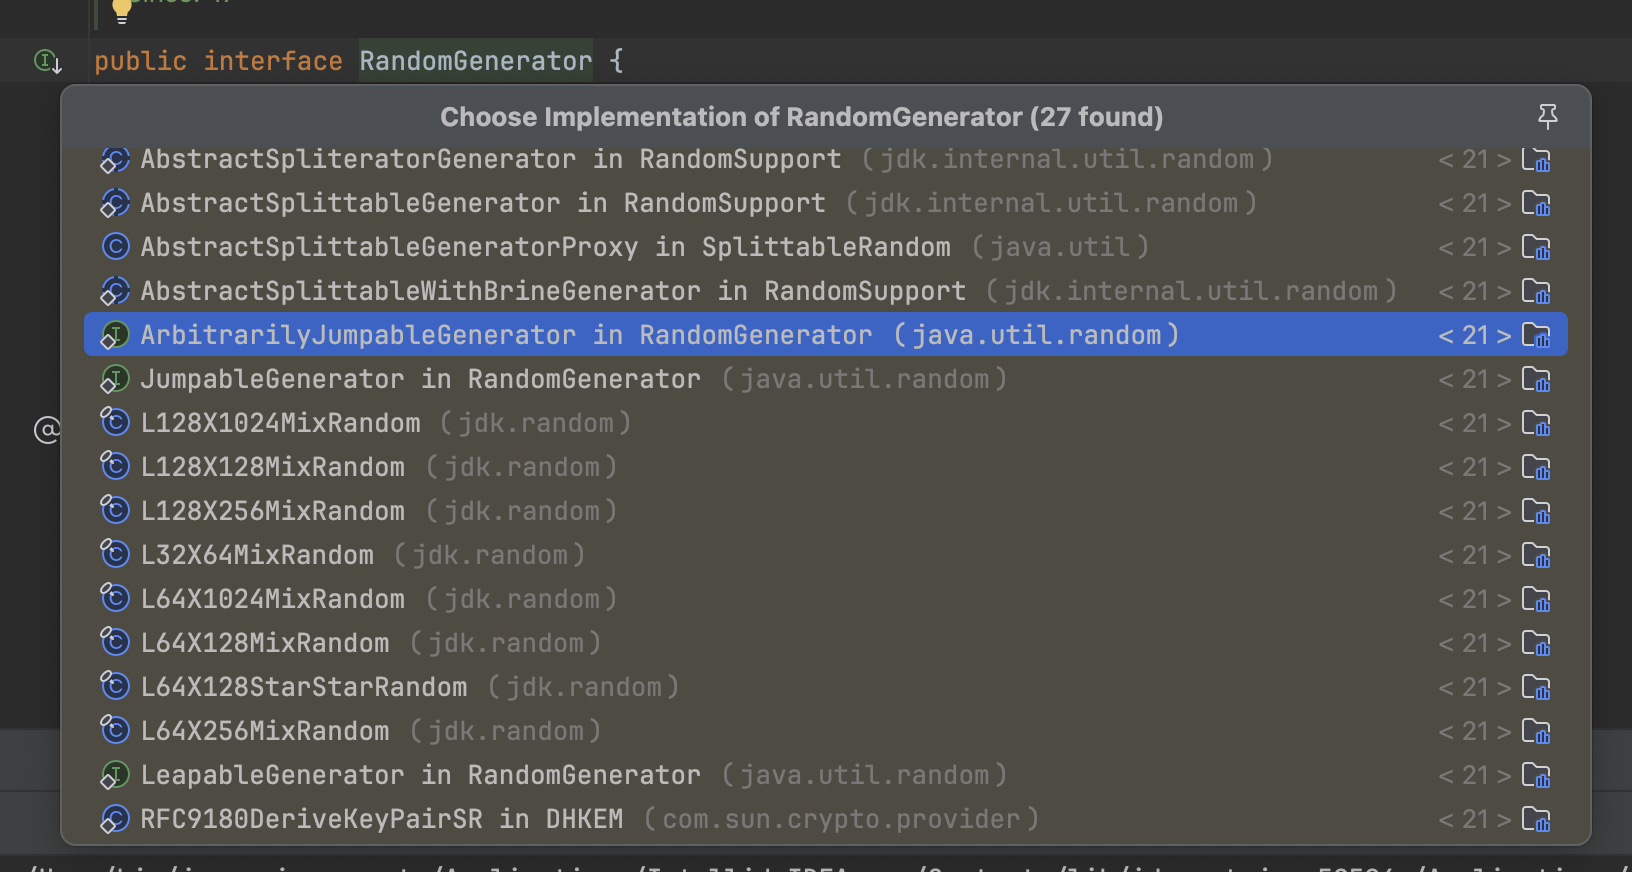 public interface RandomGenerator {
Choose Implementation of RandomGenerator (27 found)
AbstractSpliteratorGenerator in RandomSupport (jdk.internal.util.random) < 21 >
AbstractSplittableGenerator in RandomSupport (jdk.internal.util.random) < 21 >
AbstractSplittableGeneratorProxy in SplittableRandom (java.util) < 21 >
AbstractSplittableWithBrineGenerator in RandomSupport (jdk.internal.util.random) < 21 >
ArbitrarilyJumpableGenerator in RandomGenerator (java.util.random) < 21 >
JumpableGenerator in RandomGenerator (java.util.random) < 21 >
L128X1024MixRandom (jdk.random) < 21 >
L128X128MixRandom (jdk.random) < 21 >
L128X256MixRandom (jdk.random) < 21 >
L32X64MixRandom (jdk.random) < 21 >
L64X1024MixRandom (jdk.random) < 21 >
L64X128MixRandom (jdk.random) < 21 >
L64X128StarStarRandom (jdk.random) < 21 >
L64X256MixRandom (jdk.random) < 21 >
LeapableGenerator in RandomGenerator (java.util.random) < 21 >
RFC9180DeriveKeyPairSR in DHKEM (com.sun.crypto.provider) < 21 >